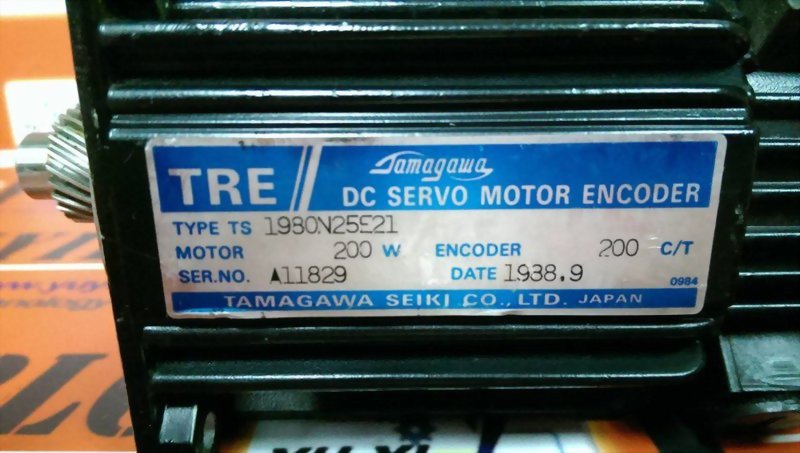 TRE
Tamagawa
DC SERVO MOTOR ENCODER
TYPE TS 1980N25E21
MOTOR 200 W ENCODER 200 C/T
SER.NO. A11829 DATE 1988.9
0984
TAMAGAWA SEIKI CO., LTD. JAPAN